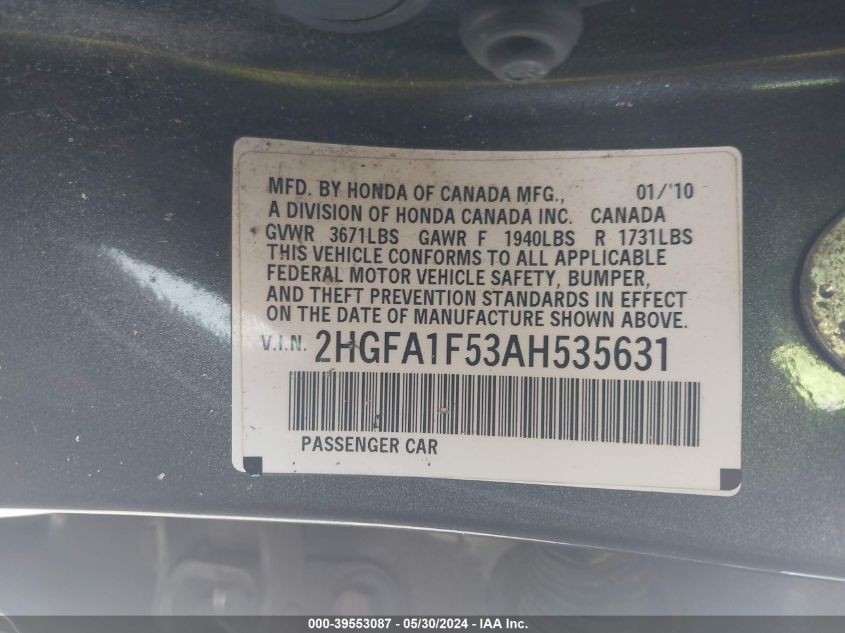 MFD. BY HONDA OF CANADA MFG., 01/'10
A DIVISION OF HONDA CANADA INC. CANADA
GVWR 3671LBS GAWR F 1940LBS R 1731LBS
THIS VEHICLE CONFORMS TO ALL APPLICABLE
FEDERAL MOTOR VEHICLE SAFETY, BUMPER,
AND THEFT PREVENTION STANDARDS IN EFFECT
ON THE DATE OF MANUFACTURE SHOWN ABOVE.
V.I.N. 2HGFA1F53AH535631
PASSENGER CAR
000-39553087 - 05/30/2024 - IAA Inc.